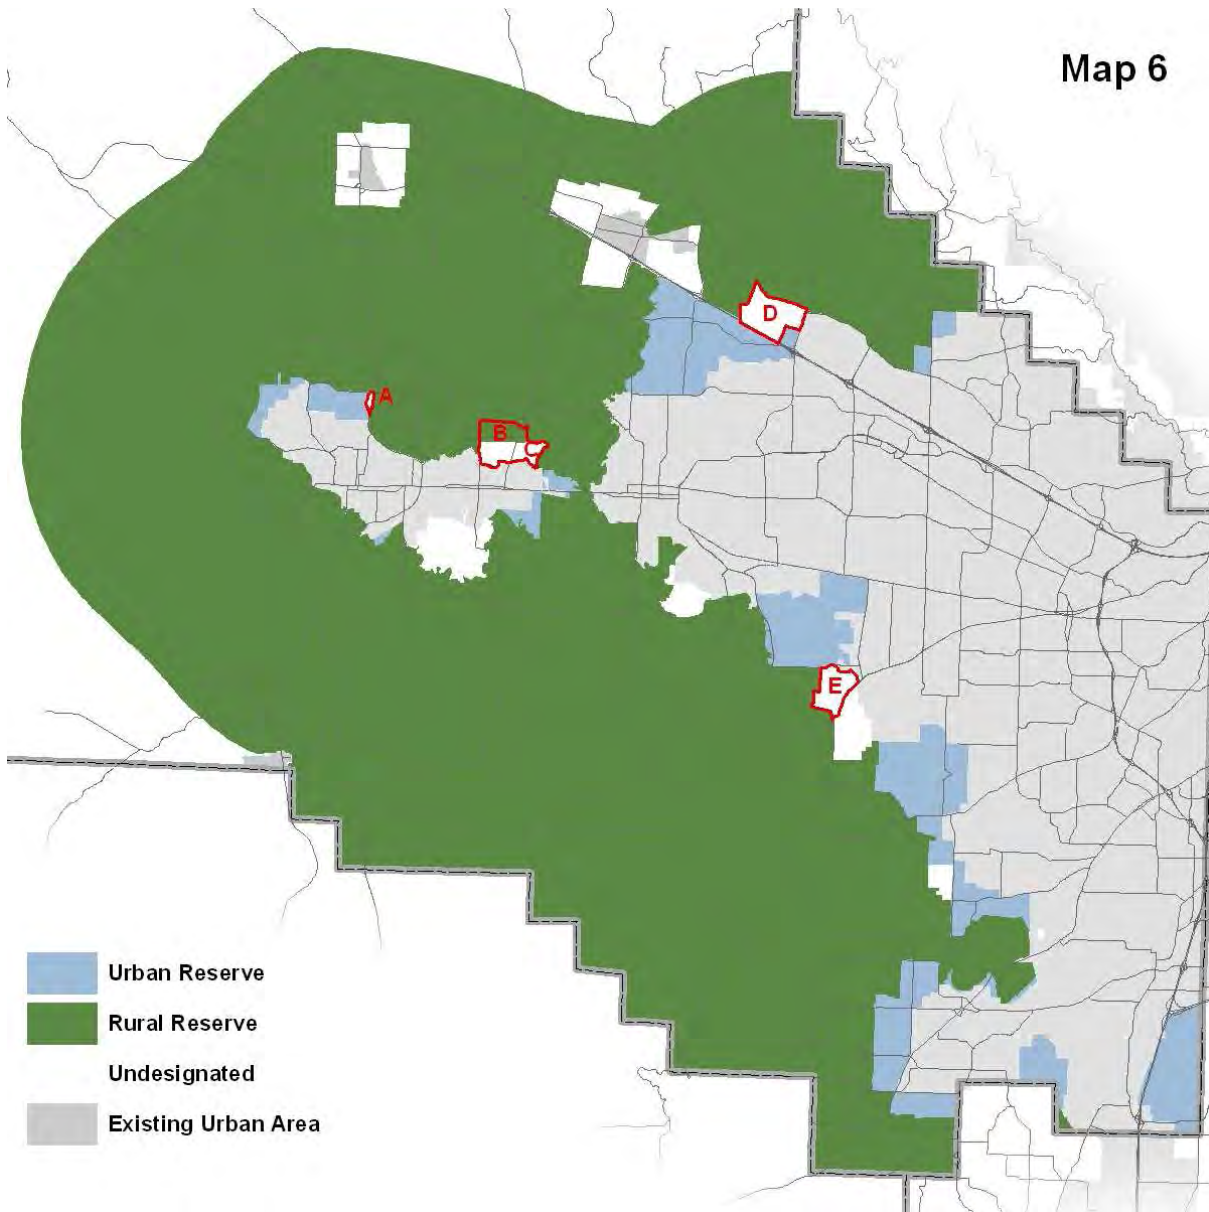 Map 6
D
A
B
C
E
Urban Reserve
Rural Reserve
Undesignated
Existing Urban Area